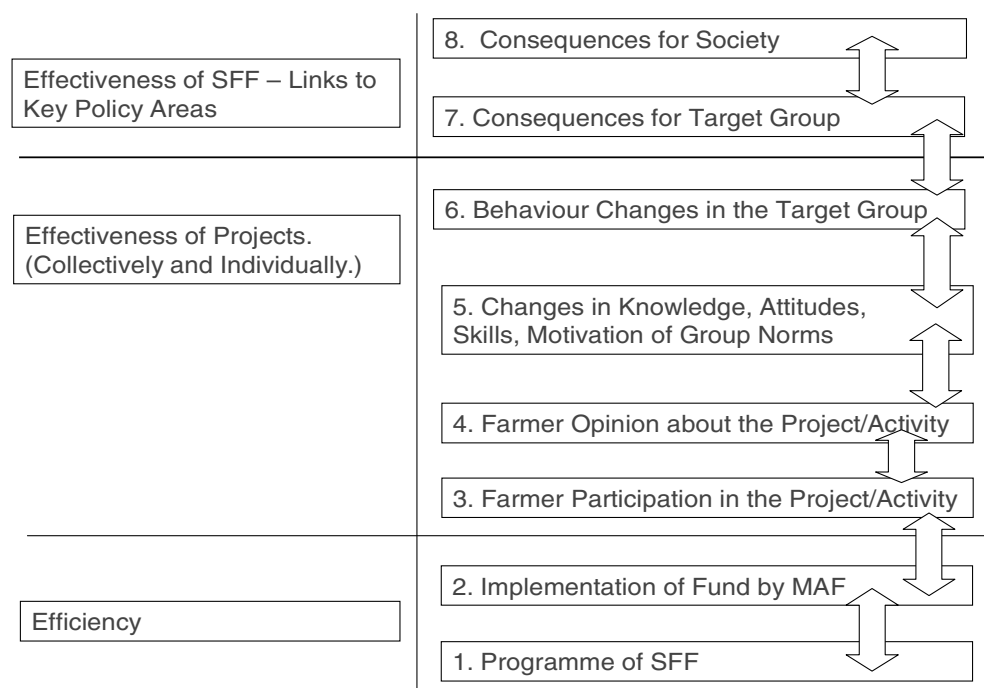 8. Consequences for Society
Effectiveness of SFF – Links to
Key Policy Areas
7. Consequences for Target Group
6. Behaviour Changes in the Target Group
Effectiveness of Projects.
(Collectively and Individually.)
5. Changes in Knowledge, Attitudes,
Skills, Motivation of Group Norms
4. Farmer Opinion about the Project/Activity
3. Farmer Participation in the Project/Activity
2. Implementation of Fund by MAF
Efficiency
1. Programme of SFF